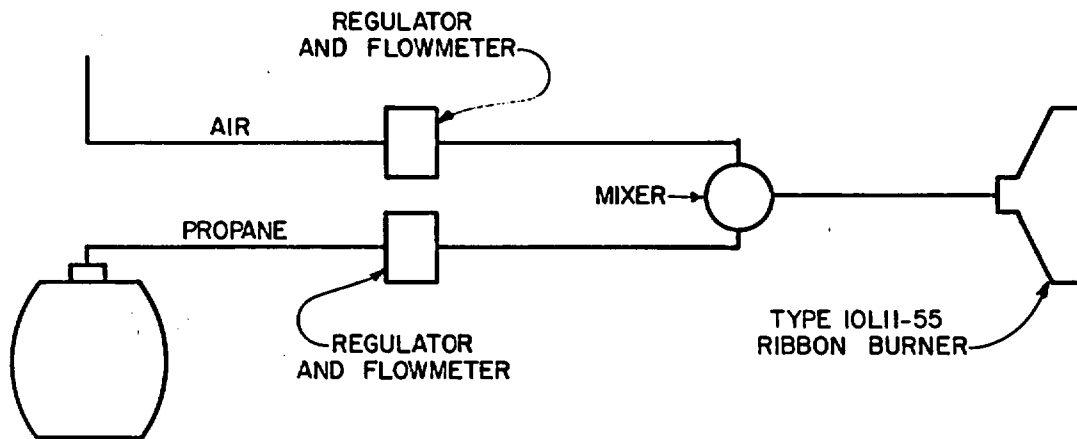 REGULATOR
AND FLOWMETER
AIR
MIXER
PROPANE
TYPE 10L11-55
RIBBON BURNER
REGULATOR
AND FLOWMETER